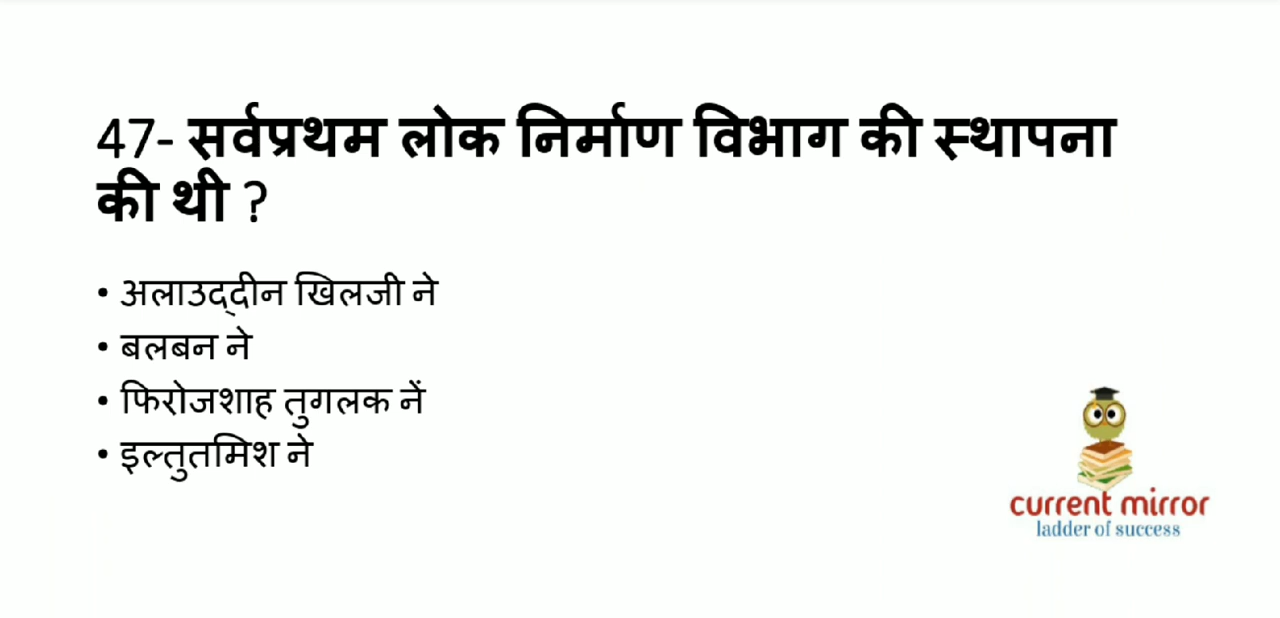 47- सर्वप्रथम लोक निर्माण विभाग की स्थापना
की थी ?
• अलाउद्‌दीन खिलजी ने
• बलबन ने
• फिरोजशाह तुगलक नें
• इल्तुतमिश ने
current mirror
ladder of success